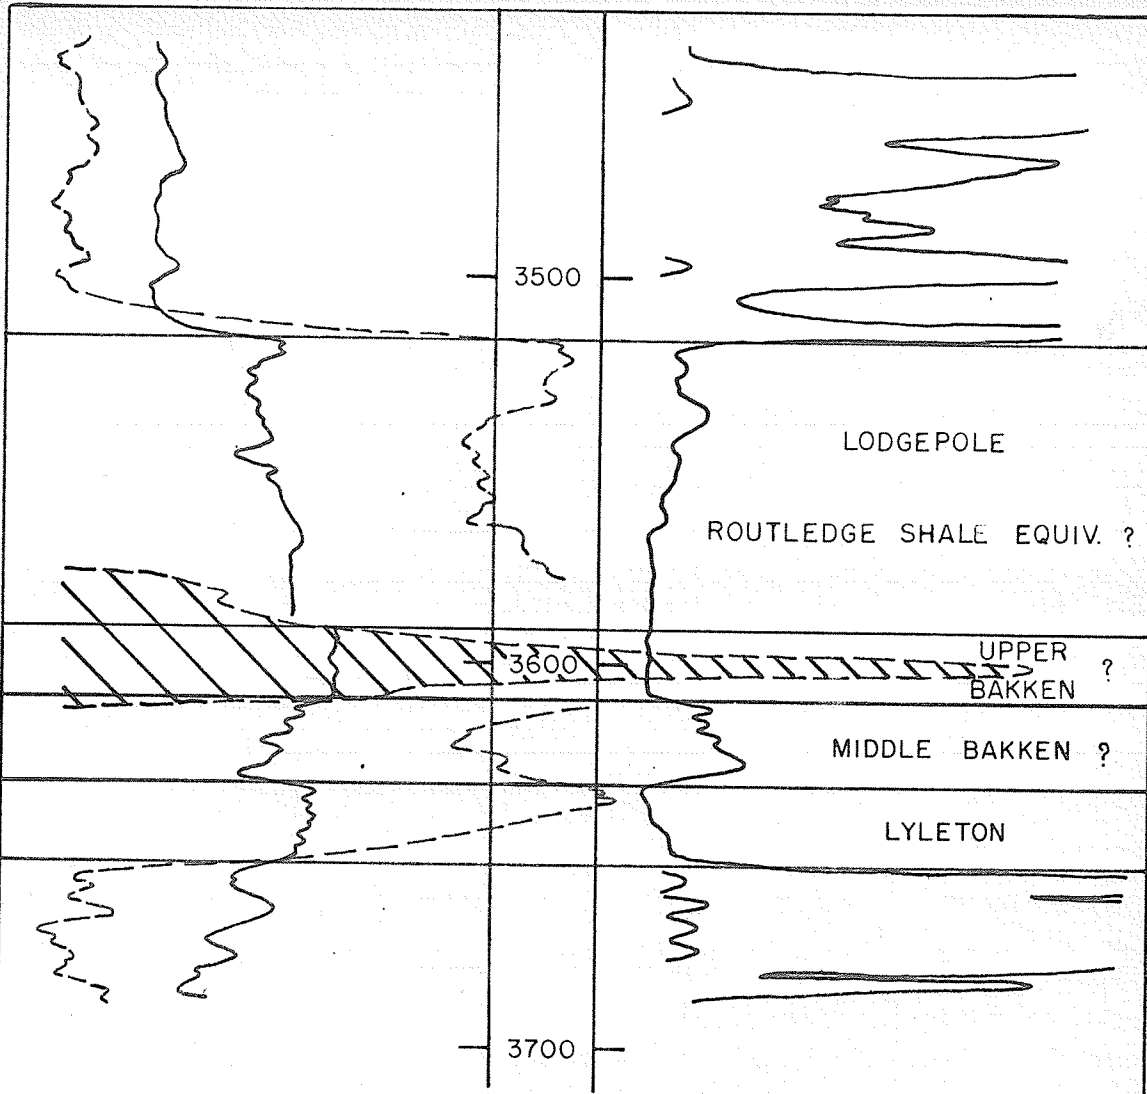 3500
LODGEPOLE
ROUTLEDGE SHALE EQUIV. ?
3600
UPPER ?
BAKKEN
MIDDLE BAKKEN ?
LYLETON
3700